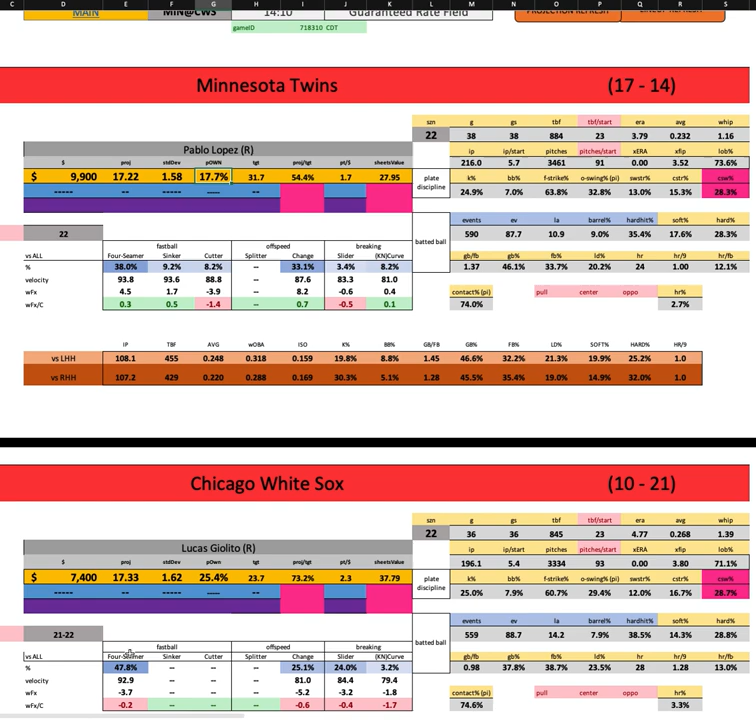 C D E F G H I J K L M N O P Q R S
MAIN MIN@CWS 14:10 Guaranteed Rate Field PROJECTION REFRESH
gameID 718310 CDT
Minnesota Twins (17 - 14)
szn g gs tbf tbf/start era avg whip
22 38 38 884 23 3.79 0.232 1.16
Pablo Lopez (R) ip ip/start pitches pitches/start xERA xfip lob%
$ proj stdDev pOWN tgt proj/tgt pt/$ sheetsValue 216.0 5.7 3461 91 0.00 3.52 73.6%
$ 9,900 17.22 1.58 17.7% 31.7 54.4% 1.7 27.95 plate discipline k% bb% f-strike% o-swing% (pi) swstr% cstr% csw%
----- -- ----- ___ -- 24.9% 7.0% 63.8% 32.8% 13.0% 15.3% 28.3%
batted ball events ev la barrel% hardhit% soft% hard%
22 590 87.7 10.9 9.0% 35.4% 17.6% 28.3%
fastball offspeed breaking
vs ALL Four-Seamer Sinker Cutter Splitter Change Slider (KN)Curve gb/fb gb% fb% ld% hr hr/9 hr/fb
% 38.0% 9.2% 8.2% -- 33.1% 3.4% 8.2% 1.37 46.1% 33.7% 20.2% 24 1.00 12.1%
velocity 93.8 93.6 88.8 -- 87.6 83.3 81.0
wFx 4.5 1.7 -3.9 -- 8.2 -0.6 0.4 contact% (pi) pull center oppo hr%
wFx/C 0.3 0.5 -1.4 -- 0.7 -0.5 0.1 74.0% 2.7%
IP TBF AVG wOBA ISO K% BB% GB/FB GB% FB% LD% SOFT% HARD% HR/9
vs LHH 108.1 455 0.248 0.318 0.159 19.8% 8.8% 1.45 46.6% 32.2% 21.3% 19.9% 25.2% 1.0
vs RHH 107.2 429 0.220 0.288 0.169 30.3% 5.1% 1.28 45.5% 35.4% 19.0% 14.9% 32.0% 1.0
Chicago White Sox (10 - 21)
szn g gs tbf tbf/start era avg whip
22 36 36 845 23 4.77 0.268 1.39
Lucas Giolito (R) ip ip/start pitches pitches/start xERA xfip lob%
$ proj stdDev pOwn tgt proj/tgt pt/$ sheetsValue 196.1 5.4 3334 93 0.00 3.80 71.1%
$ 7,400 17.33 1.62 25.4% 23.7 73.2% 2.3 37.79 plate discipline k% bb% f-strike% o-swing% (pi) swstr% cstr% csw%
----- -- ----- ___ -- 25.0% 7.9% 60.7% 29.4% 12.0% 16.7% 28.7%
batted ball events ev la barrel% hardhit% soft% hard%
21-22 559 88.7 14.2 7.9% 38.5% 14.3% 28.8%
fastball offspeed breaking
vs ALL Four-Seamer Sinker Cutter Splitter Change Slider (KN)Curve gb/fb gb% fb% ld% hr hr/9 hr/fb
% 47.8% -- -- -- 25.1% 24.0% 3.2% 0.98 37.8% 38.7% 23.5% 28 1.28 13.0%
velocity 92.9 -- -- -- 81.0 84.4 79.4
wFx -3.7 -- -- -- -5.2 -3.2 -1.8 contact% (pi) pull center oppo hr%
wFx/C -0.2 -- -- -- -0.6 -0.4 -1.7 74.6% 3.3%